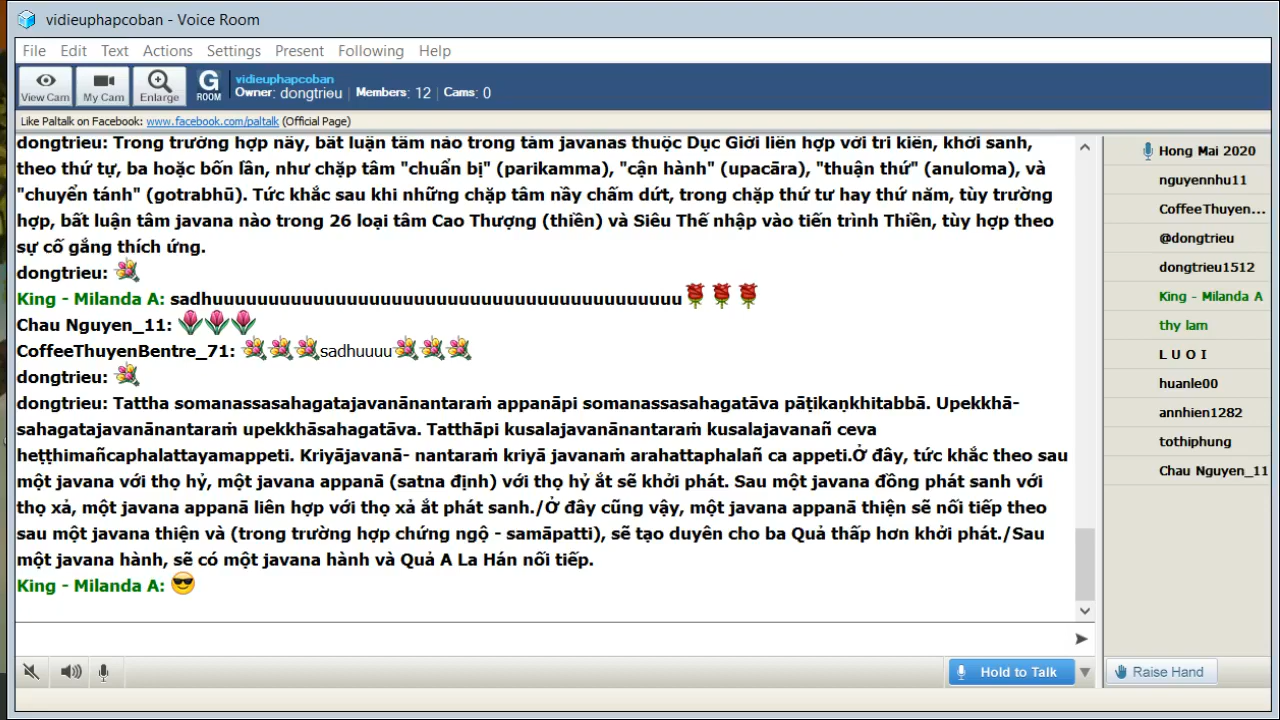 vidieuphapcoban - Voice Room
File Edit Text Actions Settings Present Following Help
View Cam My Cam Enlarge G ROOM
vidieuphapcoban
Owner: dongtrieu | Members: 12 | Cams: 0
Like Paltalk on Facebook: www.facebook.com/paltalk (Official Page)
dongtrieu: Trong trường hợp nầy, bất luận tâm nào trong tám javanas thuộc Dục Giới liên hợp với tri kiến, khởi sanh,
theo thứ tự, ba hoặc bốn lần, như chặp tâm "chuẩn bị" (parikamma), "cận hành" (upacāra), "thuận thứ" (anuloma), và
"chuyển tánh" (gotrabhū). Tức khắc sau khi những chặp tâm nầy chấm dứt, trong chặp thứ tư hay thứ năm, tùy trường
hợp, bất luận tâm javana nào trong 26 loại tâm Cao Thượng (thiền) và Siêu Thế nhập vào tiến trình Thiền, tùy hợp theo
sự cố gắng thích ứng.
dongtrieu:
King - Milanda A: sadhuuuuuuuuuuuuuuuuuuuuuuuuuuuuuuuuuuuuuuuuuu
Chau Nguyen_11:
CoffeeThuyenBentre_71: sadhuuuu
dongtrieu:
dongtrieu: Tattha somanassasahagatajavanānantaraṁ appanāpi somanassasahagatāva pāṭikaṇkhitabbā. Upekkhā-
sahagatajavanānantaraṁ upekkhāsahagatāva. Tatthāpi kusalajavanānantaraṁ kusalajavanañ ceva
heṭṭhimañcaphalattayamappeti. Kriyājavanā- nantaraṁ kriyā javanaṁ arahattaphalañ ca appeti.Ở đây, tức khắc theo sau
một javana với thọ hỷ, một javana appanā (satna định) với thọ hỷ ắt sẽ khởi phát. Sau một javana đồng phát sanh với
thọ xả, một javana appanā liên hợp với thọ xả ắt phát sanh./Ở đây cũng vậy, một javana appanā thiện sẽ nối tiếp theo
sau một javana thiện và (trong trường hợp chứng ngộ - samāpatti), sẽ tạo duyên cho ba Quả thấp hơn khởi phát./Sau
một javana hành, sẽ có một javana hành và Quả A La Hán nối tiếp.
King - Milanda A:
Hong Mai 2020
nguyennhu11
CoffeeThuyen...
@dongtrieu
dongtrieu1512
King - Milanda A
thy lam
L U O I
huanle00
annhien1282
tothiphung
Chau Nguyen_11
Hold to Talk
Raise Hand